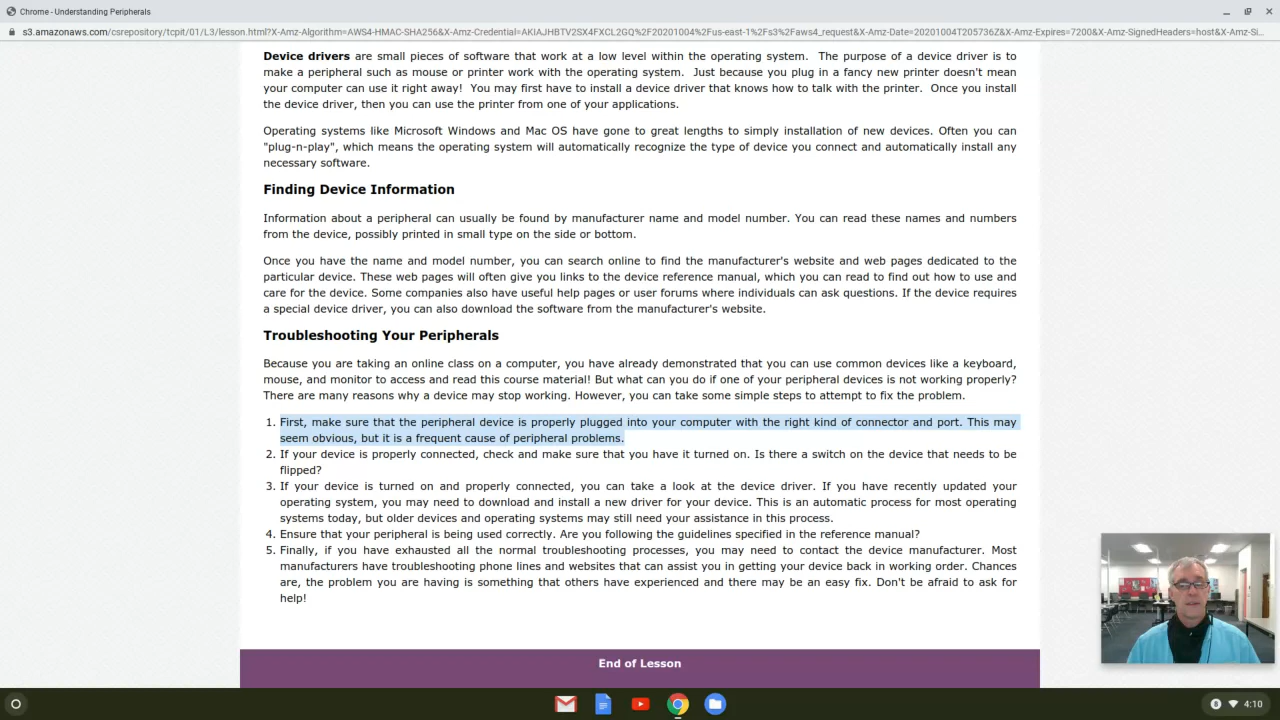 Chrome - Understanding Peripherals
s3.amazonaws.com/csrepository/tcpit/01/L3/lesson.html?X-Amz-Algorithm=AWS4-HMAC-SHA256&X-Amz-Credential=AKIAJHBTV2SX4FXCL2GQ%2F20201004%2Fus-east-1%2Fs3%2Faws4_request&X-Amz-Date=20201004T205736Z&X-Amz-Expires=7200&X-Amz-SignedHeaders=host&X-Amz-Si...
Device drivers are small pieces of software that work at a low level within the operating system. The purpose of a device driver is to
make a peripheral such as mouse or printer work with the operating system. Just because you plug in a fancy new printer doesn't mean
your computer can use it right away! You may first have to install a device driver that knows how to talk with the printer. Once you install
the device driver, then you can use the printer from one of your applications.
Operating systems like Microsoft Windows and Mac OS have gone to great lengths to simply installation of new devices. Often you can
"plug-n-play", which means the operating system will automatically recognize the type of device you connect and automatically install any
necessary software.
Finding Device Information
Information about a peripheral can usually be found by manufacturer name and model number. You can read these names and numbers
from the device, possibly printed in small type on the side or bottom.
Once you have the name and model number, you can search online to find the manufacturer's website and web pages dedicated to the
particular device. These web pages will often give you links to the device reference manual, which you can read to find out how to use and
care for the device. Some companies also have useful help pages or user forums where individuals can ask questions. If the device requires
a special device driver, you can also download the software from the manufacturer's website.
Troubleshooting Your Peripherals
Because you are taking an online class on a computer, you have already demonstrated that you can use common devices like a keyboard,
mouse, and monitor to access and read this course material! But what can you do if one of your peripheral devices is not working properly?
There are many reasons why a device may stop working. However, you can take some simple steps to attempt to fix the problem.
1. First, make sure that the peripheral device is properly plugged into your computer with the right kind of connector and port. This may
seem obvious, but it is a frequent cause of peripheral problems.
2. If your device is properly connected, check and make sure that you have it turned on. Is there a switch on the device that needs to be
flipped?
3. If your device is turned on and properly connected, you can take a look at the device driver. If you have recently updated your
operating system, you may need to download and install a new driver for your device. This is an automatic process for most operating
systems today, but older devices and operating systems may still need your assistance in this process.
4. Ensure that your peripheral is being used correctly. Are you following the guidelines specified in the reference manual?
5. Finally, if you have exhausted all the normal troubleshooting processes, you may need to contact the device manufacturer. Most
manufacturers have troubleshooting phone lines and websites that can assist you in getting your device back in working order. Chances
are, the problem you are having is something that others have experienced and there may be an easy fix. Don't be afraid to ask for
help!
End of Lesson
4:10